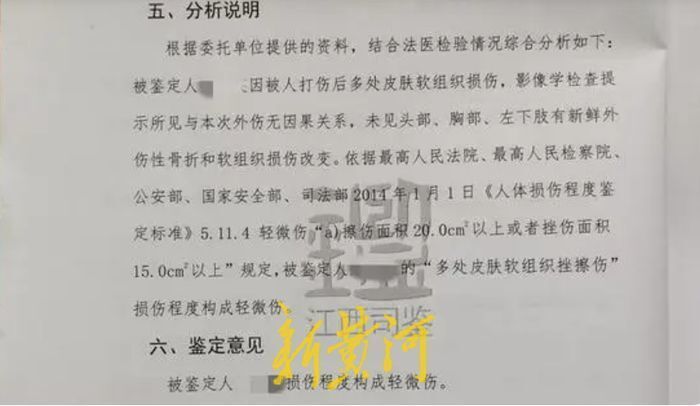 五、分析说明
根据委托单位提供的资料，结合法医检验情况综合分析如下：
被鉴定人 因被人打伤后多处皮肤软组织损伤，影像学检查提
示所见与本次外伤无因果关系，未见头部、胸部、左下肢有新鲜外
伤性骨折和软组织损伤改变。依据最高人民法院、最高人民检察院、
公安部、国家安全部、司法部2014年1月1日《人体损伤程度鉴
定标准》5.11.4 轻微伤“a)擦伤面积20.0cm²以上或者挫伤面积
15.0cm²以上”规定，被鉴定人 的“多处皮肤软组织挫擦伤”
损伤程度构成轻微伤。
江西司鉴
新黄河
六、鉴定意见
被鉴定人 损伤程度构成轻微伤。